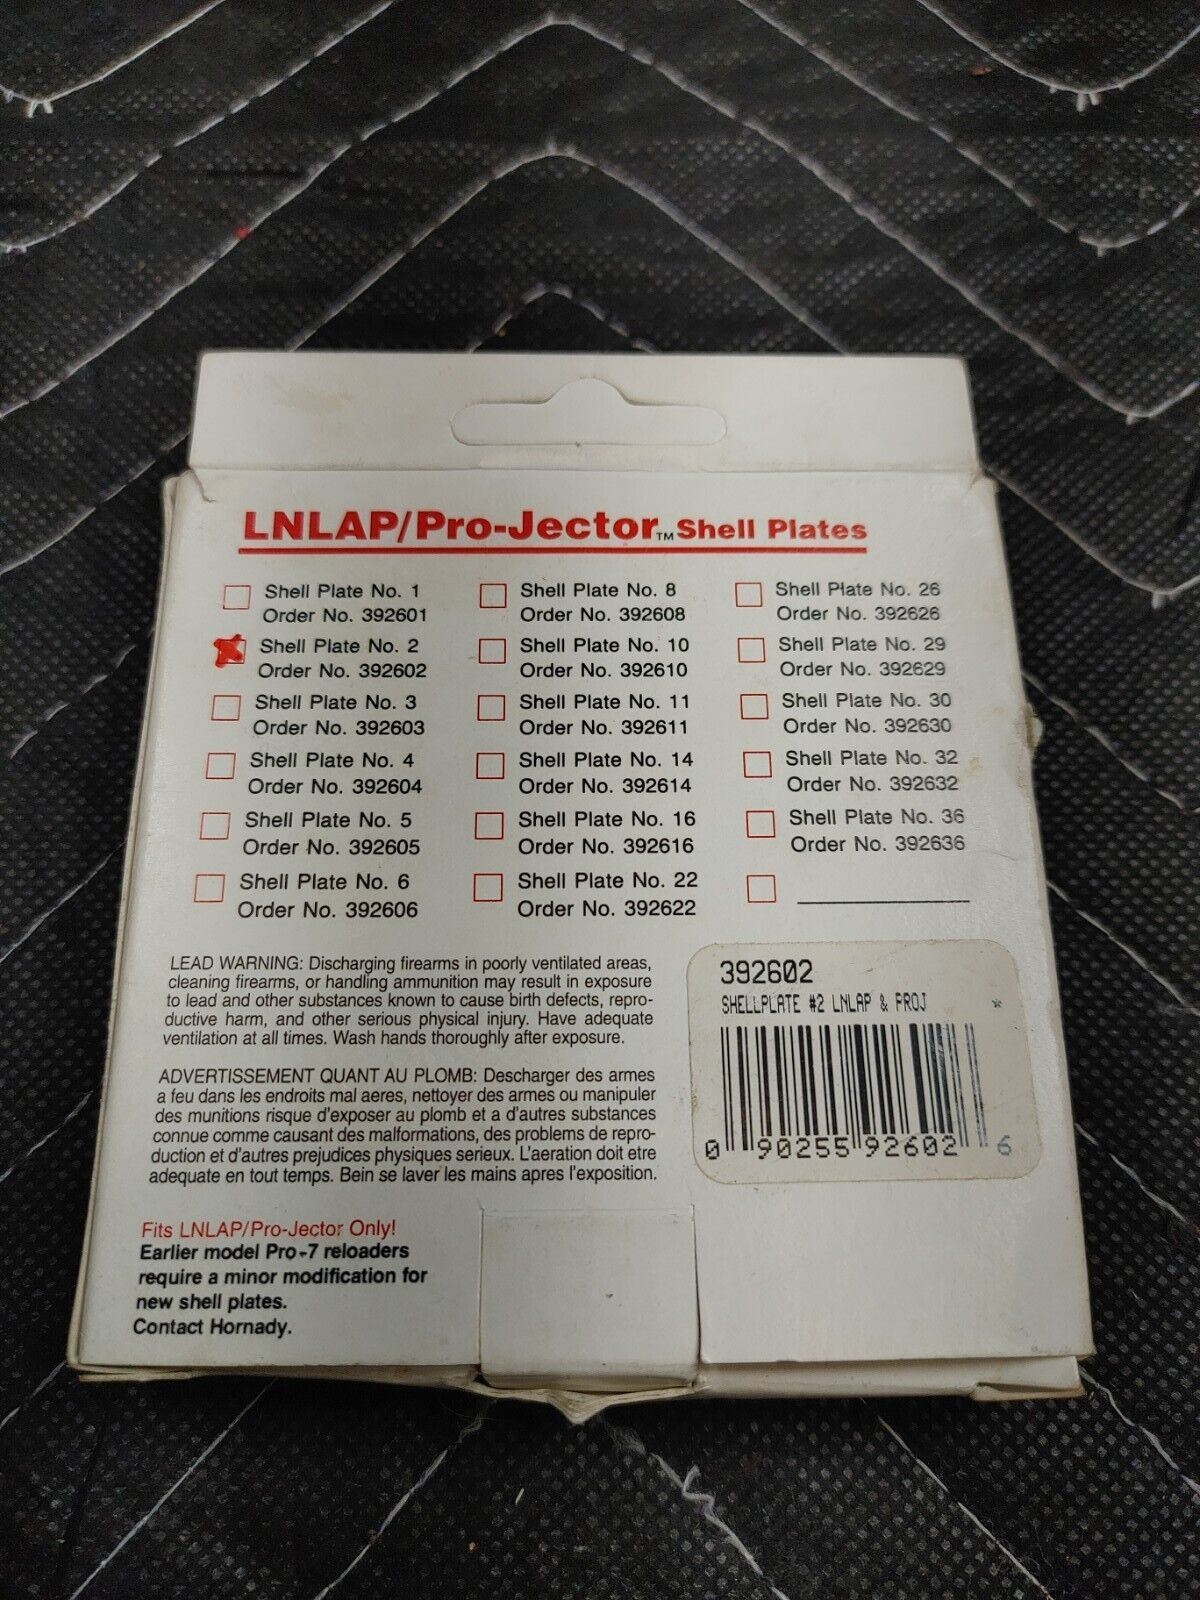 LNLAP/Pro-Jector™ Shell Plates
Shell Plate No. 1
Order No. 392601
Shell Plate No. 2
Order No. 392602
Shell Plate No. 3
Order No. 392603
Shell Plate No. 4
Order No. 392604
Shell Plate No. 5
Order No. 392605
Shell Plate No. 6
Order No. 392606
Shell Plate No. 8
Order No. 392608
Shell Plate No. 10
Order No. 392610
Shell Plate No. 11
Order No. 392611
Shell Plate No. 14
Order No. 392614
Shell Plate No. 16
Order No. 392616
Shell Plate No. 22
Order No. 392622
Shell Plate No. 26
Order No. 392626
Shell Plate No. 29
Order No. 392629
Shell Plate No. 30
Order No. 392630
Shell Plate No. 32
Order No. 392632
Shell Plate No. 36
Order No. 392636
LEAD WARNING: Discharging firearms in poorly ventilated areas,
cleaning firearms, or handling ammunition may result in exposure
to lead and other substances known to cause birth defects, repro-
ductive harm, and other serious physical injury. Have adequate
ventilation at all times. Wash hands thoroughly after exposure.
ADVERTISSEMENT QUANT AU PLOMB: Descharger des armes
a feu dans les endroits mal aeres, nettoyer des armes ou manipuler
des munitions risque d'exposer au plomb et a d'autres substances
connue comme causant des malformations, des problems de repro-
duction et d'autres prejudices physiques serieux. L'aeration doit etre
adequate en tout temps. Bein se laver les mains apres l'exposition.
Fits LNLAP/Pro-Jector Only!
Earlier model Pro-7 reloaders
require a minor modification for
new shell plates.
Contact Hornady.
392602
SHELLPLATE #2 LNLAP & PROJ *
0 90255 92602 6